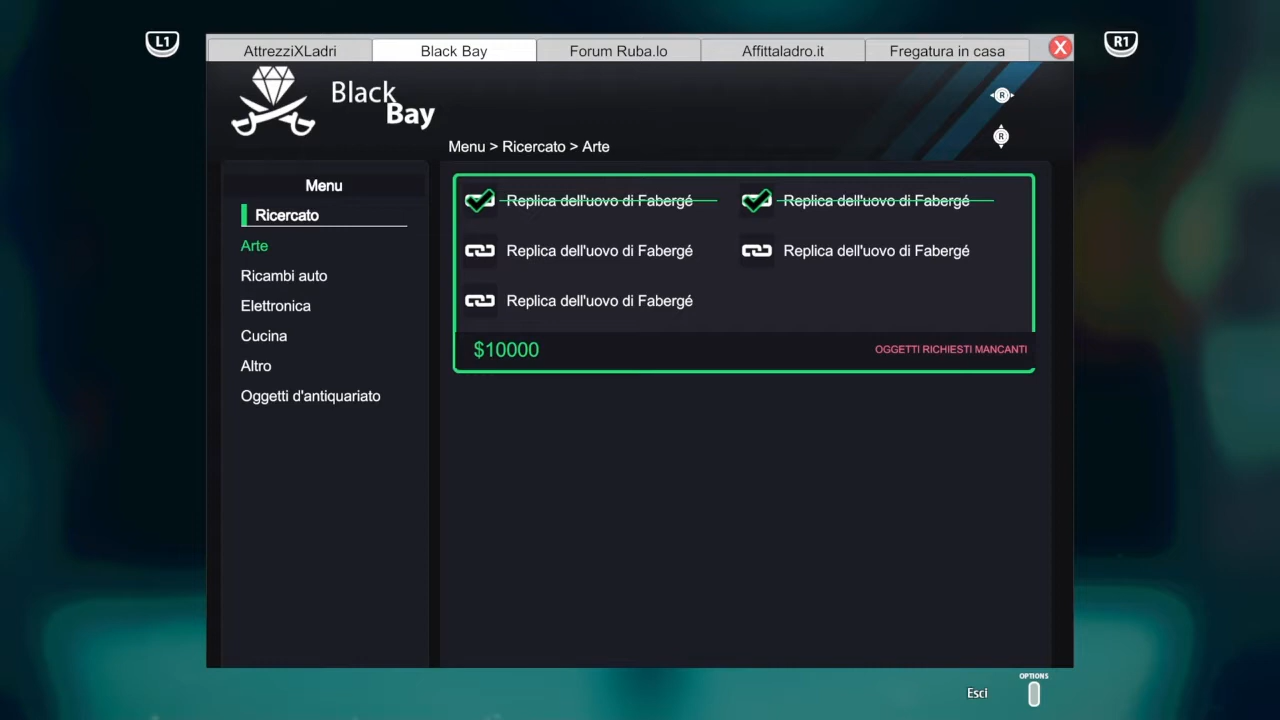 L1
R1
AttrezziXLadri
Black Bay
Forum Ruba.lo
Affittaladro.it
Fregatura in casa
X
Black
Bay
R
R
Menu > Ricercato > Arte
Menu
Ricercato
Arte
Ricambi auto
Elettronica
Cucina
Altro
Oggetti d'antiquariato
Replica dell'uovo di Fabergé
Replica dell'uovo di Fabergé
Replica dell'uovo di Fabergé
Replica dell'uovo di Fabergé
Replica dell'uovo di Fabergé
$10000
OGGETTI RICHIESTI MANCANTI
Esci
OPTIONS